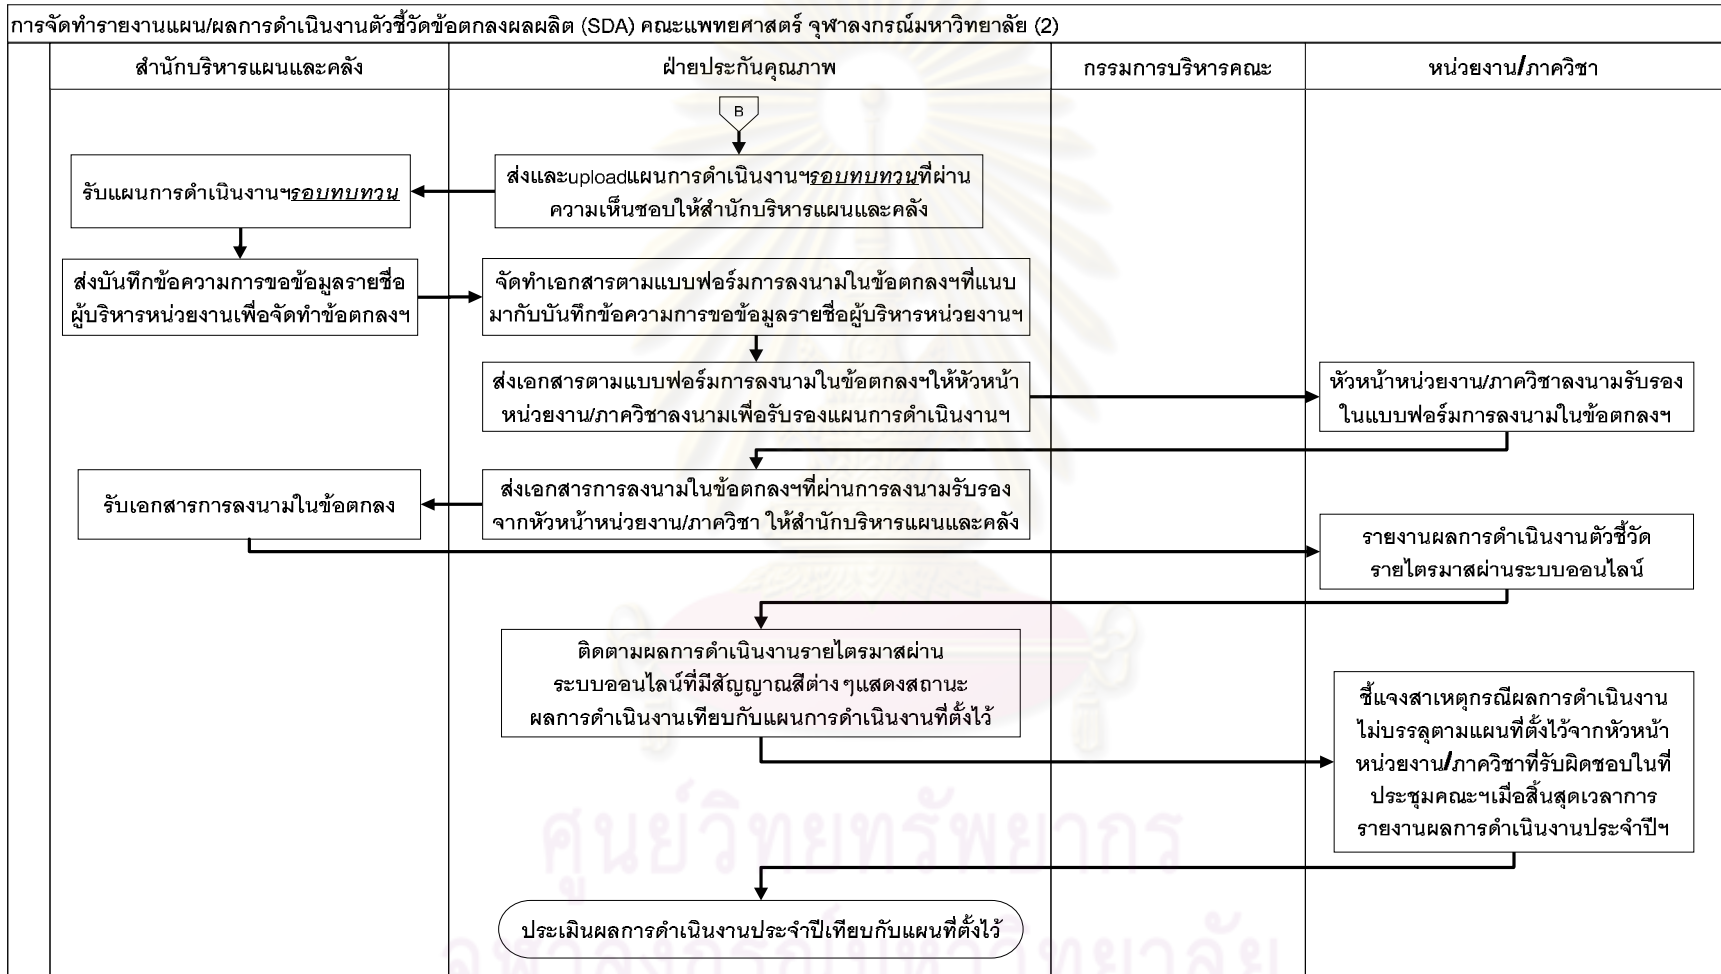 การจัดทำรายงานแผน/ผลการดำเนินงานตัวชี้วัดข้อตกลงผลผลิต (SDA) คณะแพทยศาสตร์ จุฬาลงกรณ์มหาวิทยาลัย (2)
สำนักบริหารแผนและคลัง
ฝ่ายประกันคุณภาพ
กรรมการบริหารคณะ
หน่วยงาน/ภาควิชา
B
ส่งและuploadแผนการดำเนินงานฯรอบทบทวนที่ผ่าน
ความเห็นชอบให้สำนักบริหารแผนและคลัง
รับแผนการดำเนินงานฯรอบทบทวน
ส่งบันทึกข้อความการขอข้อมูลรายชื่อ
ผู้บริหารหน่วยงานเพื่อจัดทำข้อตกลงฯ
จัดทำเอกสารตามแบบฟอร์มการลงนามในข้อตกลงฯที่แนบ
มากับบันทึกข้อความการขอข้อมูลรายชื่อผู้บริหารหน่วยงานฯ
ส่งเอกสารตามแบบฟอร์มการลงนามในข้อตกลงฯให้หัวหน้า
หน่วยงาน/ภาควิชาลงนามเพื่อรับรองแผนการดำเนินงานฯ
หัวหน้าหน่วยงาน/ภาควิชาลงนามรับรอง
ในแบบฟอร์มการลงนามในข้อตกลงฯ
ส่งเอกสารการลงนามในข้อตกลงฯที่ผ่านการลงนามรับรอง
จากหัวหน้าหน่วยงาน/ภาควิชา ให้สำนักบริหารแผนและคลัง
รับเอกสารการลงนามในข้อตกลง
รายงานผลการดำเนินงานตัวชี้วัด
รายไตรมาสผ่านระบบออนไลน์
ติดตามผลการดำเนินงานรายไตรมาสผ่าน
ระบบออนไลน์ที่มีสัญญาณสีต่างๆแสดงสถานะ
ผลการดำเนินงานเทียบกับแผนการดำเนินงานที่ตั้งไว้
ชี้แจงสาเหตุกรณีผลการดำเนินงาน
ไม่บรรลุตามแผนที่ตั้งไว้จากหัวหน้า
หน่วยงาน/ภาควิชาที่รับผิดชอบในที่
ประชุมคณะฯเมื่อสิ้นสุดเวลาการ
รายงานผลการดำเนินงานประจำปีฯ
ประเมินผลการดำเนินงานประจำปีเทียบกับแผนที่ตั้งไว้
ศูนย์วิทยทรัพยากร
จุฬาลงกรณ์มหาวิทยาลัย